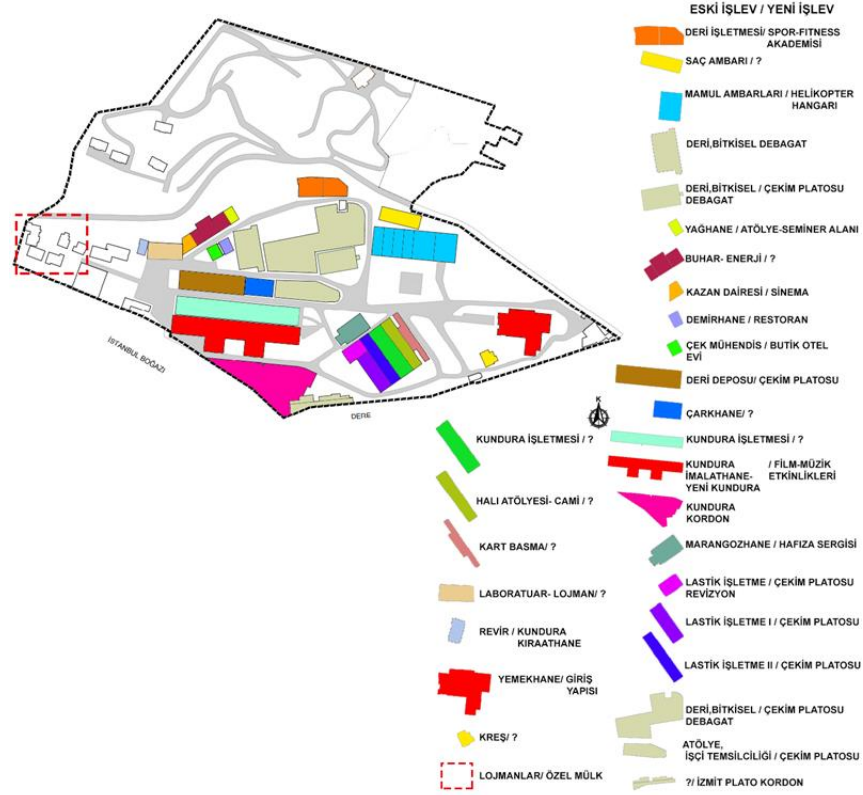 ESKİ İŞLEV / YENİ İŞLEV
DERİ İŞLETMESİ/ SPOR-FITNESS
AKADEMİSİ
SAÇ AMBARI / ?
MAMUL AMBARLARI / HELİKOPTER
HANGARI
DERİ,BİTKİSEL DEBAGAT
DERİ,BİTKİSEL / ÇEKİM PLATOSU
DEBAGAT
YAĞHANE / ATÖLYE-SEMİNER ALANI
BUHAR- ENERJİ / ?
KAZAN DAİRESİ / SİNEMA
DEMİRHANE / RESTORAN
ÇEK MÜHENDİS / BUTİK OTEL
EVİ
DERİ DEPOSU/ ÇEKİM PLATOSU
ÇARKHANE/ ?
KUNDURA İŞLETMESİ / ?
KUNDURA / FİLM-MÜZİK
İMALATHANE- ETKİNLİKLERİ
YENİ KUNDURA
KUNDURA
KORDON
MARANGOZHANE / HAFIZA SERGİSİ
LASTİK İŞLETME / ÇEKİM PLATOSU
REVİZYON
LASTİK İŞLETME I / ÇEKİM PLATOSU
LASTİK İŞLETME II / ÇEKİM PLATOSU
DERİ,BİTKİSEL / ÇEKİM PLATOSU
DEBAGAT
ATÖLYE,
İŞÇİ TEMSİLCİLİĞİ / ÇEKİM PLATOSU
?/ İZMİT PLATO KORDON
İSTANBUL BOĞAZI
DERE
K
KUNDURA İŞLETMESİ / ?
HALI ATÖLYESİ- CAMİ / ?
KART BASMA/ ?
LABORATUAR- LOJMAN/ ?
REVİR / KUNDURA
KIRAATHANE
YEMEKHANE/ GİRİŞ
YAPISI
KREŞ/ ?
LOJMANLAR/ ÖZEL MÜLK